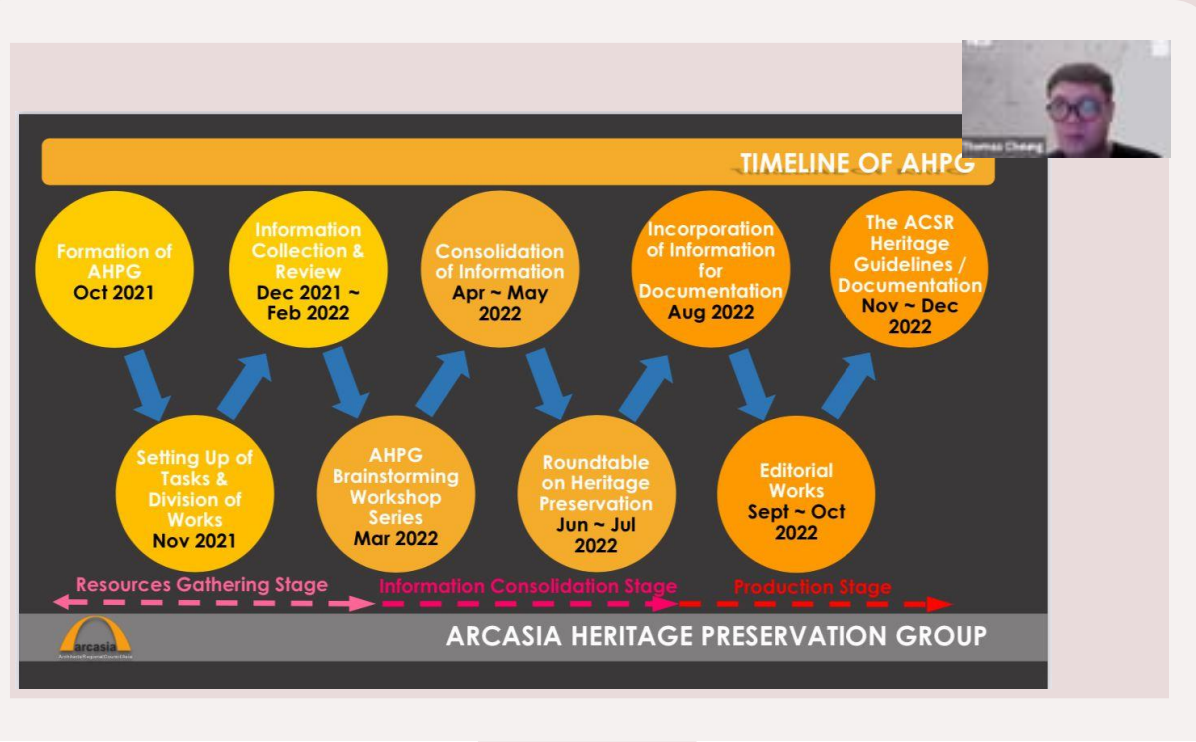 Thomas Cheung
TIMELINE OF AHPG
Formation of
AHPG
Oct 2021
Information
Collection &
Review
Dec 2021 ~
Feb 2022
Consolidation
of Information
Apr ~ May
2022
Incorporation
of Information
for
Documentation
Aug 2022
The ACSR
Heritage
Guidelines /
Documentation
Nov ~ Dec
2022
Setting Up of
Tasks &
Division of
Works
Nov 2021
AHPG
Brainstorming
Workshop
Series
Mar 2022
Roundtable
on Heritage
Preservation
Jun ~ Jul
2022
Editorial
Works
Sept ~ Oct
2022
Resources Gathering Stage
Information Consolidation Stage
Production Stage
arcasia
ARCASIA HERITAGE PRESERVATION GROUP